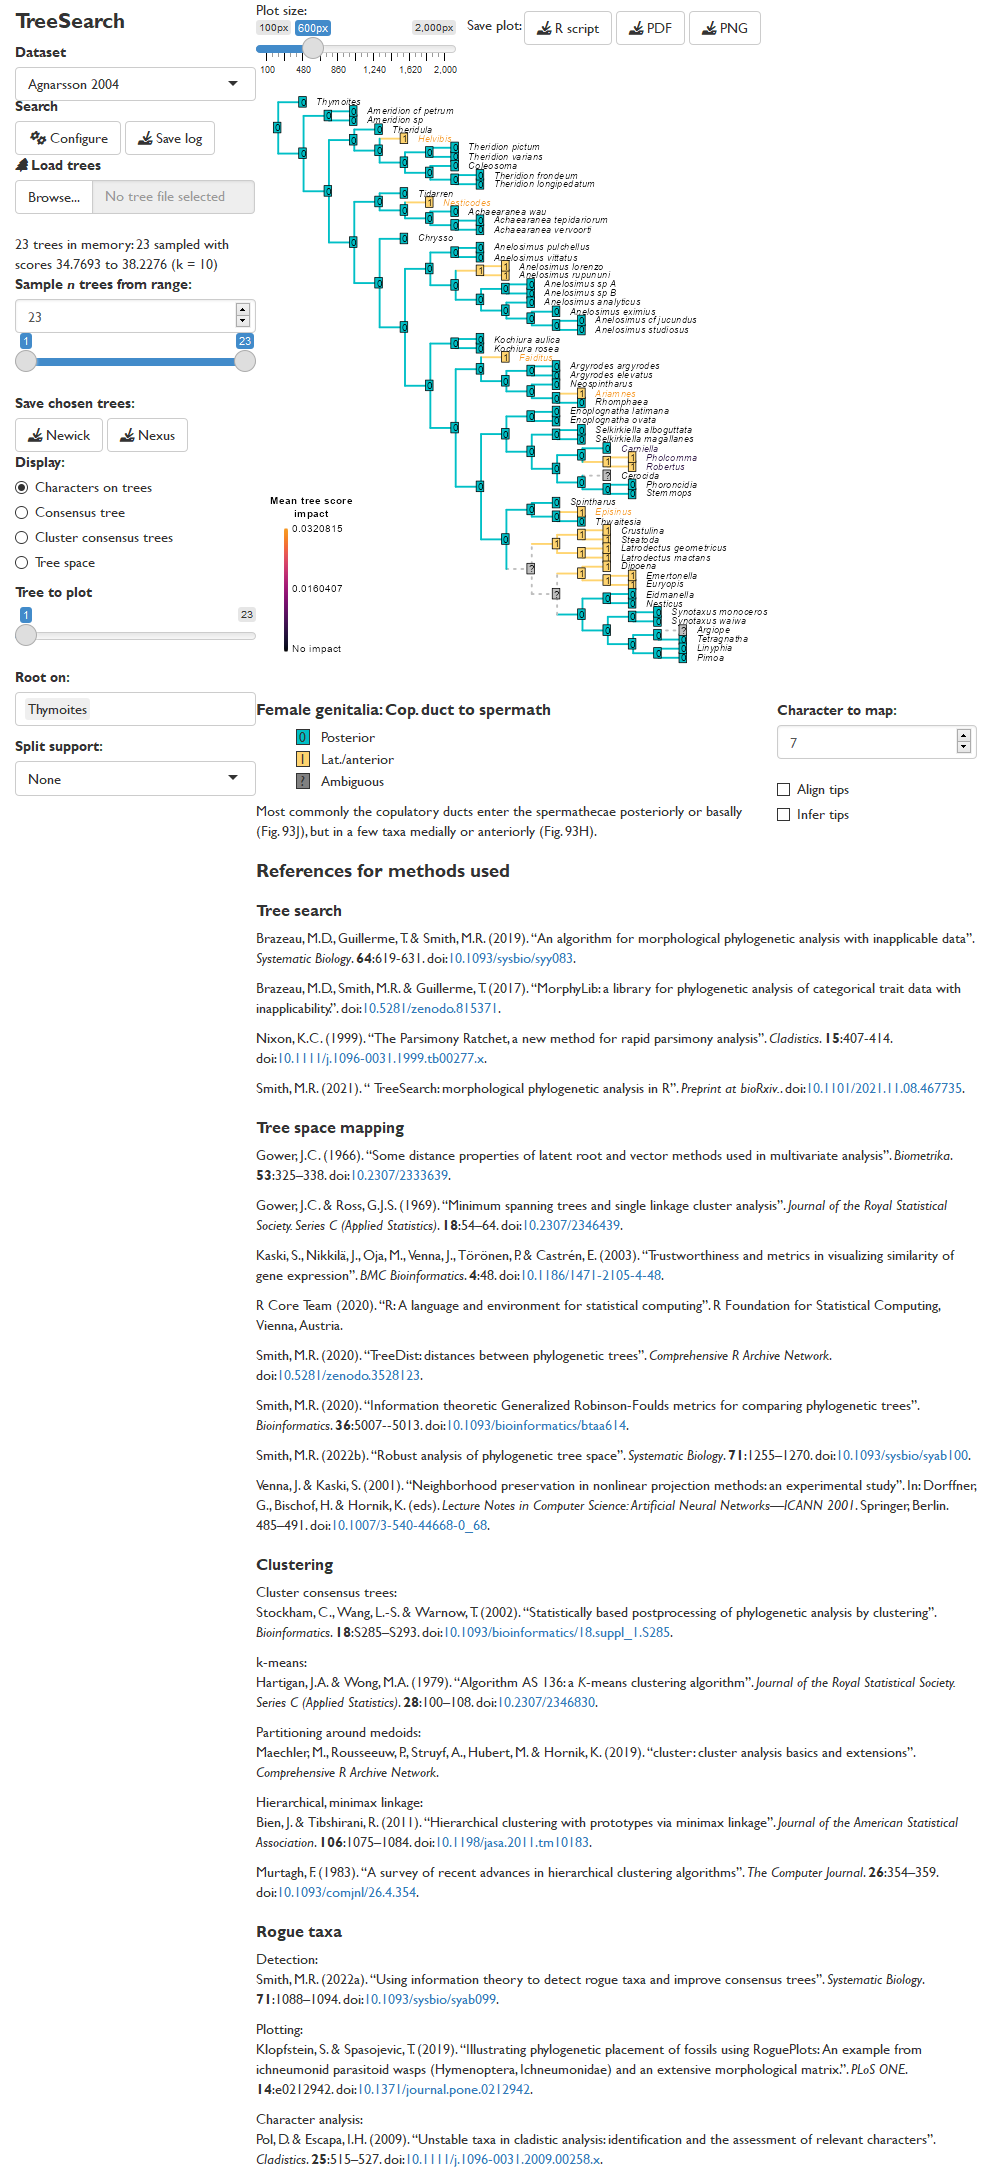 TreeSearch
Dataset
Agnarsson 2004
Search
Configure
Save log
Load trees
Browse...
No tree file selected
23 trees in memory: 23 sampled with
scores 34.7693 to 38.2276 (k = 10)
Sample n trees from range:
23
1
23
Save chosen trees:
Newick
Nexus
Display:
Characters on trees
Consensus tree
Cluster consensus trees
Tree space
Tree to plot
1
23
Root on:
Thymoites
Split support:
None
Plot size:
100px
600px
2,000px
100 480 860 1,240 1,620 2,000
Save plot:
R script
PDF
PNG
Thymoites
Ameridion cf petrum
Ameridion sp
Theridula
Helvibis
Theridion pictum
Theridion varians
Coleosoma
Theridion frondeum
Theridion longipedatum
Tidarren
Nesticodes
Achaearanea wau
Achaearanea tepidariorum
Achaearanea vervoorti
Chrysso
Anelosimus pulchellus
Anelosimus vittatus
Anelosimus lorenzo
Anelosimus rupununi
Anelosimus sp A
Anelosimus sp B
Anelosimus analyticus
Anelosimus eximius
Anelosimus cf jucundus
Anelosimus studiosus
Kochiura aulica
Kochiura rosea
Faiditus
Argyrodes argyrodes
Argyrodes elevatus
Neospintharus
Ariamnes
Rhomphaea
Enoplognatha latimana
Enoplognatha ovata
Selkirkiella alboguttata
Selkirkiella magallanes
Carniella
Pholcomma
Robertus
Cerocida
Phoroncidia
Stemmops
Spintharus
Episinus
Thwaitesia
Crustulina
Steatoda
Latrodectus geometricus
Latrodectus mactans
Dipoena
Emertonella
Euryopis
Eidmanella
Nesticus
Synotaxus monoceros
Synotaxus waiwa
Argiope
Tetragnatha
Linyphia
Pimoa
Mean tree score
impact
0.0320815
0.0160407
No impact
Female genitalia: Cop. duct to spermath
0 Posterior
1 Lat./anterior
? Ambiguous
Most commonly the copulatory ducts enter the spermathecae posteriorly or basally
(Fig. 93J), but in a few taxa medially or anteriorly (Fig. 93H).
Character to map:
7
Align tips
Infer tips
References for methods used
Tree search
Brazeau, M.D., Guillerme, T. & Smith, M.R. (2019). “An algorithm for morphological phylogenetic analysis with inapplicable data”.
Systematic Biology. 64:619-631. doi:10.1093/sysbio/syy083.
Brazeau, M.D., Smith, M.R. & Guillerme, T. (2017). “MorphyLib: a library for phylogenetic analysis of categorical trait data with
inapplicability.”. doi:10.5281/zenodo.815371.
Nixon, K.C. (1999). “The Parsimony Ratchet, a new method for rapid parsimony analysis”. Cladistics. 15:407-414.
doi:10.1111/j.1096-0031.1999.tb00277.x.
Smith, M.R. (2021). “ TreeSearch: morphological phylogenetic analysis in R”. Preprint at bioRxiv.. doi:10.1101/2021.11.08.467735.
Tree space mapping
Gower, J.C. (1966). “Some distance properties of latent root and vector methods used in multivariate analysis”. Biometrika.
53:325–338. doi:10.2307/2333639.
Gower, J.C. & Ross, G.J.S. (1969). “Minimum spanning trees and single linkage cluster analysis”. Journal of the Royal Statistical
Society. Series C (Applied Statistics). 18:54–64. doi:10.2307/2346439.
Kaski, S., Nikkilä, J., Oja, M., Venna, J., Törönen, P. & Castrén, E. (2003). “Trustworthiness and metrics in visualizing similarity of
gene expression”. BMC Bioinformatics. 4:48. doi:10.1186/1471-2105-4-48.
R Core Team (2020). “R: A language and environment for statistical computing”. R Foundation for Statistical Computing,
Vienna, Austria.
Smith, M.R. (2020). “TreeDist: distances between phylogenetic trees”. Comprehensive R Archive Network.
doi:10.5281/zenodo.3528123.
Smith, M.R. (2020). “Information theoretic Generalized Robinson-Foulds metrics for comparing phylogenetic trees”.
Bioinformatics. 36:5007--5013. doi:10.1093/bioinformatics/btaa614.
Smith, M.R. (2022b). “Robust analysis of phylogenetic tree space”. Systematic Biology. 71:1255–1270. doi:10.1093/sysbio/syab100.
Venna, J. & Kaski, S. (2001). “Neighborhood preservation in nonlinear projection methods: an experimental study”. In: Dorffner,
G., Bischof, H. & Hornik, K. (eds). Lecture Notes in Computer Science: Artificial Neural Networks—ICANN 2001. Springer, Berlin.
485–491. doi:10.1007/3-540-44668-0_68.
Clustering
Cluster consensus trees:
Stockham, C., Wang, L.-S. & Warnow, T. (2002). “Statistically based postprocessing of phylogenetic analysis by clustering”.
Bioinformatics. 18:S285–S293. doi:10.1093/bioinformatics/18.suppl_1.S285.
k-means:
Hartigan, J.A. & Wong, M.A. (1979). “Algorithm AS 136: a K-means clustering algorithm”. Journal of the Royal Statistical Society.
Series C (Applied Statistics). 28:100–108. doi:10.2307/2346830.
Partitioning around medoids:
Maechler, M., Rousseeuw, P., Struyf, A., Hubert, M. & Hornik, K. (2019). “cluster: cluster analysis basics and extensions”.
Comprehensive R Archive Network.
Hierarchical, minimax linkage:
Bien, J. & Tibshirani, R. (2011). “Hierarchical clustering with prototypes via minimax linkage”. Journal of the American Statistical
Association. 106:1075–1084. doi:10.1198/jasa.2011.tm10183.
Murtagh, F. (1983). “A survey of recent advances in hierarchical clustering algorithms”. The Computer Journal. 26:354–359.
doi:10.1093/comjnl/26.4.354.
Rogue taxa
Detection:
Smith, M.R. (2022a). “Using information theory to detect rogue taxa and improve consensus trees”. Systematic Biology.
71:1088–1094. doi:10.1093/sysbio/syab099.
Plotting:
Klopfstein, S. & Spasojevic, T. (2019). “Illustrating phylogenetic placement of fossils using RoguePlots: An example from
ichneumonid parasitoid wasps (Hymenoptera, Ichneumonidae) and an extensive morphological matrix.”. PLoS ONE.
14:e0212942. doi:10.1371/journal.pone.0212942.
Character analysis:
Pol, D. & Escapa, I.H. (2009). “Unstable taxa in cladistic analysis: identification and the assessment of relevant characters”.
Cladistics. 25:515–527. doi:10.1111/j.1096-0031.2009.00258.x.